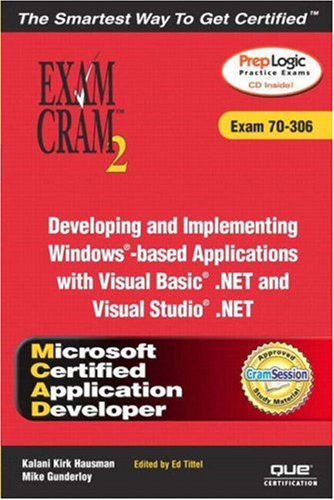 The Smartest Way To Get Certified™
EXAM
CRAM™
2
PrepLogic
Practice Exams
CD Inside!
Exam 70-306
Developing and Implementing
Windows®-based Applications
with Visual Basic® .NET and
Visual Studio® .NET
Microsoft
Certified
Application
Developer
Approved
CramSession
Study Material
Kalani Kirk Hausman
Mike Gunderloy
Edited by Ed Tittel
QUE®
CERTIFICATION